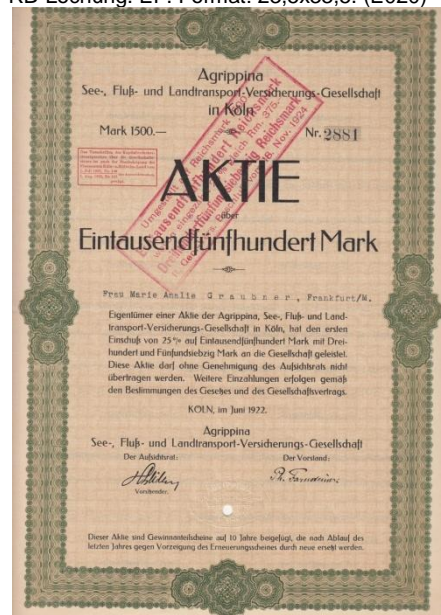 Agrippina
See-, Fluß- und Landtransport-Versicherungs-Gesellschaft
in Köln
Mark 1500.—
Nr. 2881
AKTIE
über
Eintausendfünfhundert Mark
Frau Marie Amalie Graubner, Frankfurt/M.
Eigentümer einer Aktie der Agrippina, See-, Fluß- und Land-
transport-Versicherungs-Gesellschaft in Köln, hat den ersten
Einschuß von 25% auf Eintausendfünfhundert Mark mit Drei-
hundert und Fünfundsiebzig Mark an die Gesellschaft geleistet.
Diese Aktie darf ohne Genehmigung des Aufsichtsrats nicht
übertragen werden. Weitere Einzahlungen erfolgen gemäß
den Bestimmungen des Gesetzes und des Gesellschaftsvertrags.
KÖLN, im Juni 1922.
Agrippina
See-, Fluß- und Landtransport-Versicherungs-Gesellschaft
Der Aufsichtsrat:
Der Vorstand:
Vorsitzender.
Dieser Aktie sind Gewinnanteilscheine auf 10 Jahre beigefügt, die nach Ablauf des
letzten Jahres gegen Vorzeigung des Erneuerungsscheines durch neue ersetzt werden.